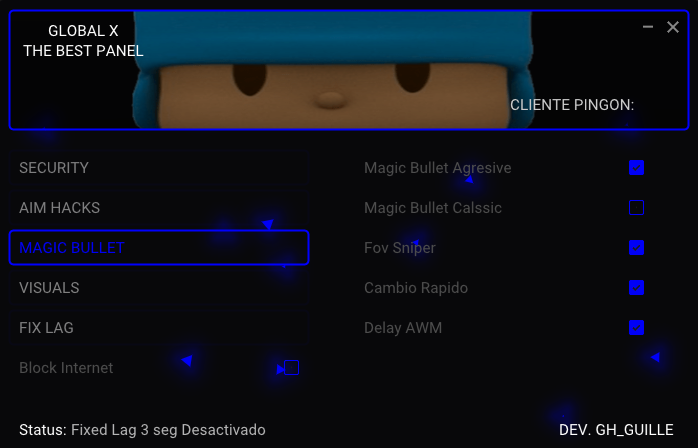 GLOBAL X
THE BEST PANEL
CLIENTE PINGON:
SECURITY
AIM HACKS
MAGIC BULLET
VISUALS
FIX LAG
Block Internet
Magic Bullet Agresive
Magic Bullet Calssic
Fov Sniper
Cambio Rapido
Delay AWM
Status: Fixed Lag 3 seg Desactivado
DEV. GH_GUILLE